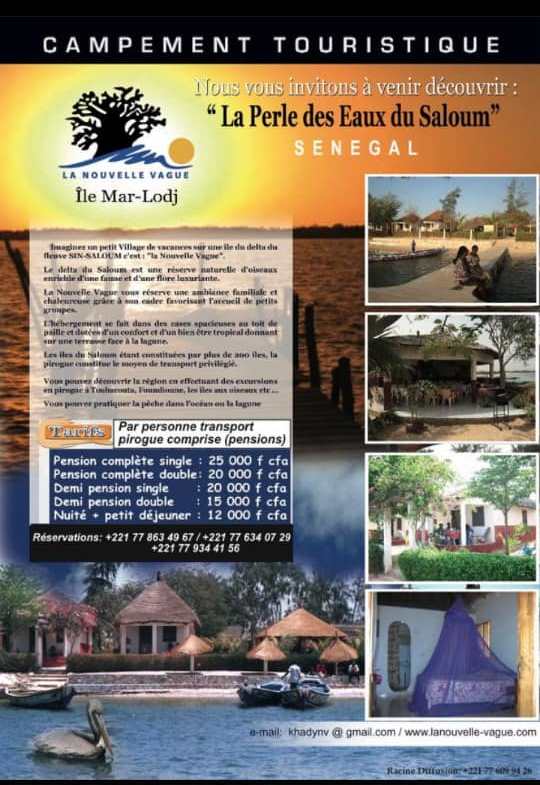 CAMPEMENT TOURISTIQUE
Nous vous invitons à venir découvrir :
“ La Perle des Eaux du Saloum”
SENEGAL
LA NOUVELLE VAGUE
Île Mar-Lodj
Imaginez un petit Village de vacances sur une île du delta du
fleuve SIN-SALOUM c'est : "la Nouvelle Vague".
Le delta du Saloum est une réserve naturelle d'oiseaux
enrichie d'une faune et d'une flore luxuriante.
La Nouvelle Vague vous réserve une ambiance familiale et
chaleureuse grâce à son cadre favorisant l'accueil de petits
groupes.
L'hébergement se fait dans des cases spacieuses au toit de
paille et dotées d'un confort et d'un bien être tropical donnant
sur une terrasse face à la lagune.
Les îles du Saloum étant constituées par plus de 200 îles, la
pirogue constitue le moyen de transport privilégié.
Vous pouvez découvrir la région en effectuant des excursions
en pirogue à Toubacouta, Foundioune, les îles aux oiseaux etc ...
Vous pouvez pratiquer la pêche dans l'océan ou la lagune
Tarifs
Par personne transport
pirogue comprise (pensions)
Pension complète single : 25 000 f cfa
Pension complète double: 20 000 f cfa
Demi pension single : 20 000 f cfa
Demi pension double : 15 000 f cfa
Nuité + petit déjeuner : 12 000 f cfa
Réservations: +221 77 863 49 67 / +221 77 634 07 29
+221 77 934 41 56
e-mail: khadynv @ gmail.com / www.lanouvelle-vague.com
Racine Diffusion: +221 77 609 94 26